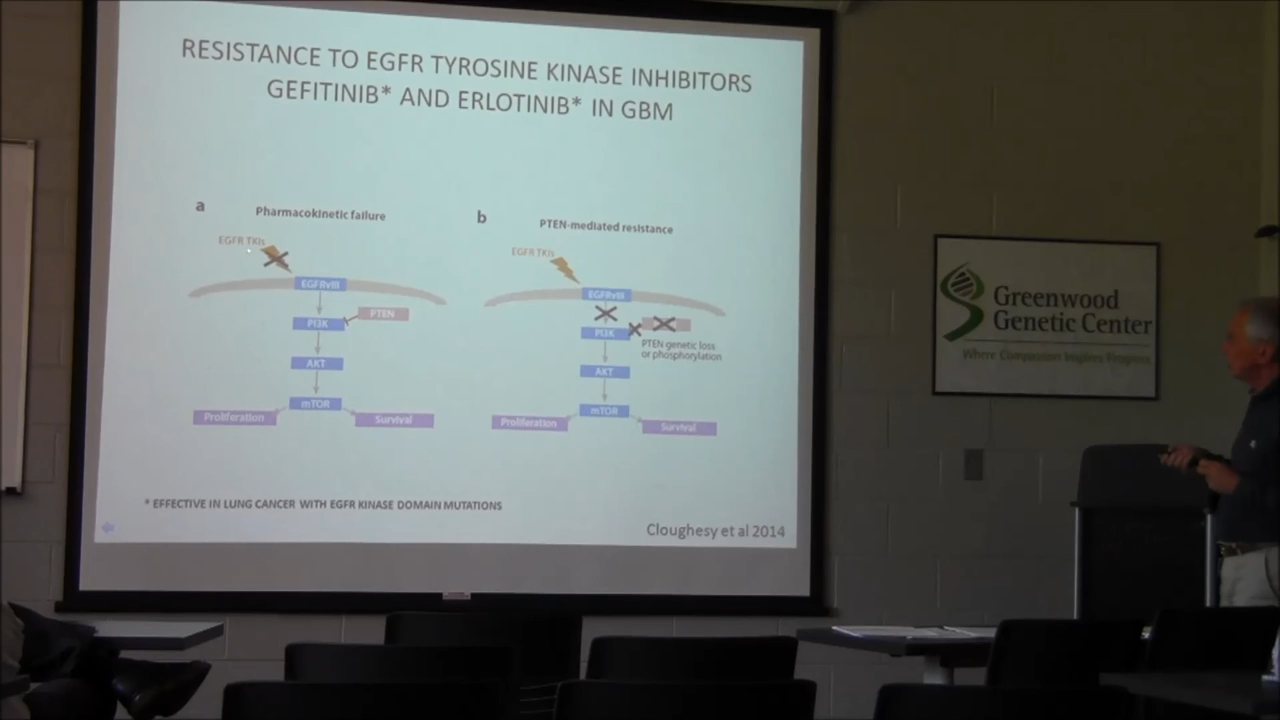 RESISTANCE TO EGFR TYROSINE KINASE INHIBITORS
GEFITINIB* AND ERLOTINIB* IN GBM
a
Pharmacokinetic failure
EGFR TKIs
EGFRvIII
PI3K
PTEN
AKT
mTOR
Proliferation
Survival
b
PTEN-mediated resistance
EGFR TKIs
EGFRvIII
PI3K
PTEN genetic loss
or phosphorylation
AKT
mTOR
Proliferation
Survival
* EFFECTIVE IN LUNG CANCER WITH EGFR KINASE DOMAIN MUTATIONS
Cloughesy et al 2014
Greenwood
Genetic Center
Where Compassion Inspires Progress